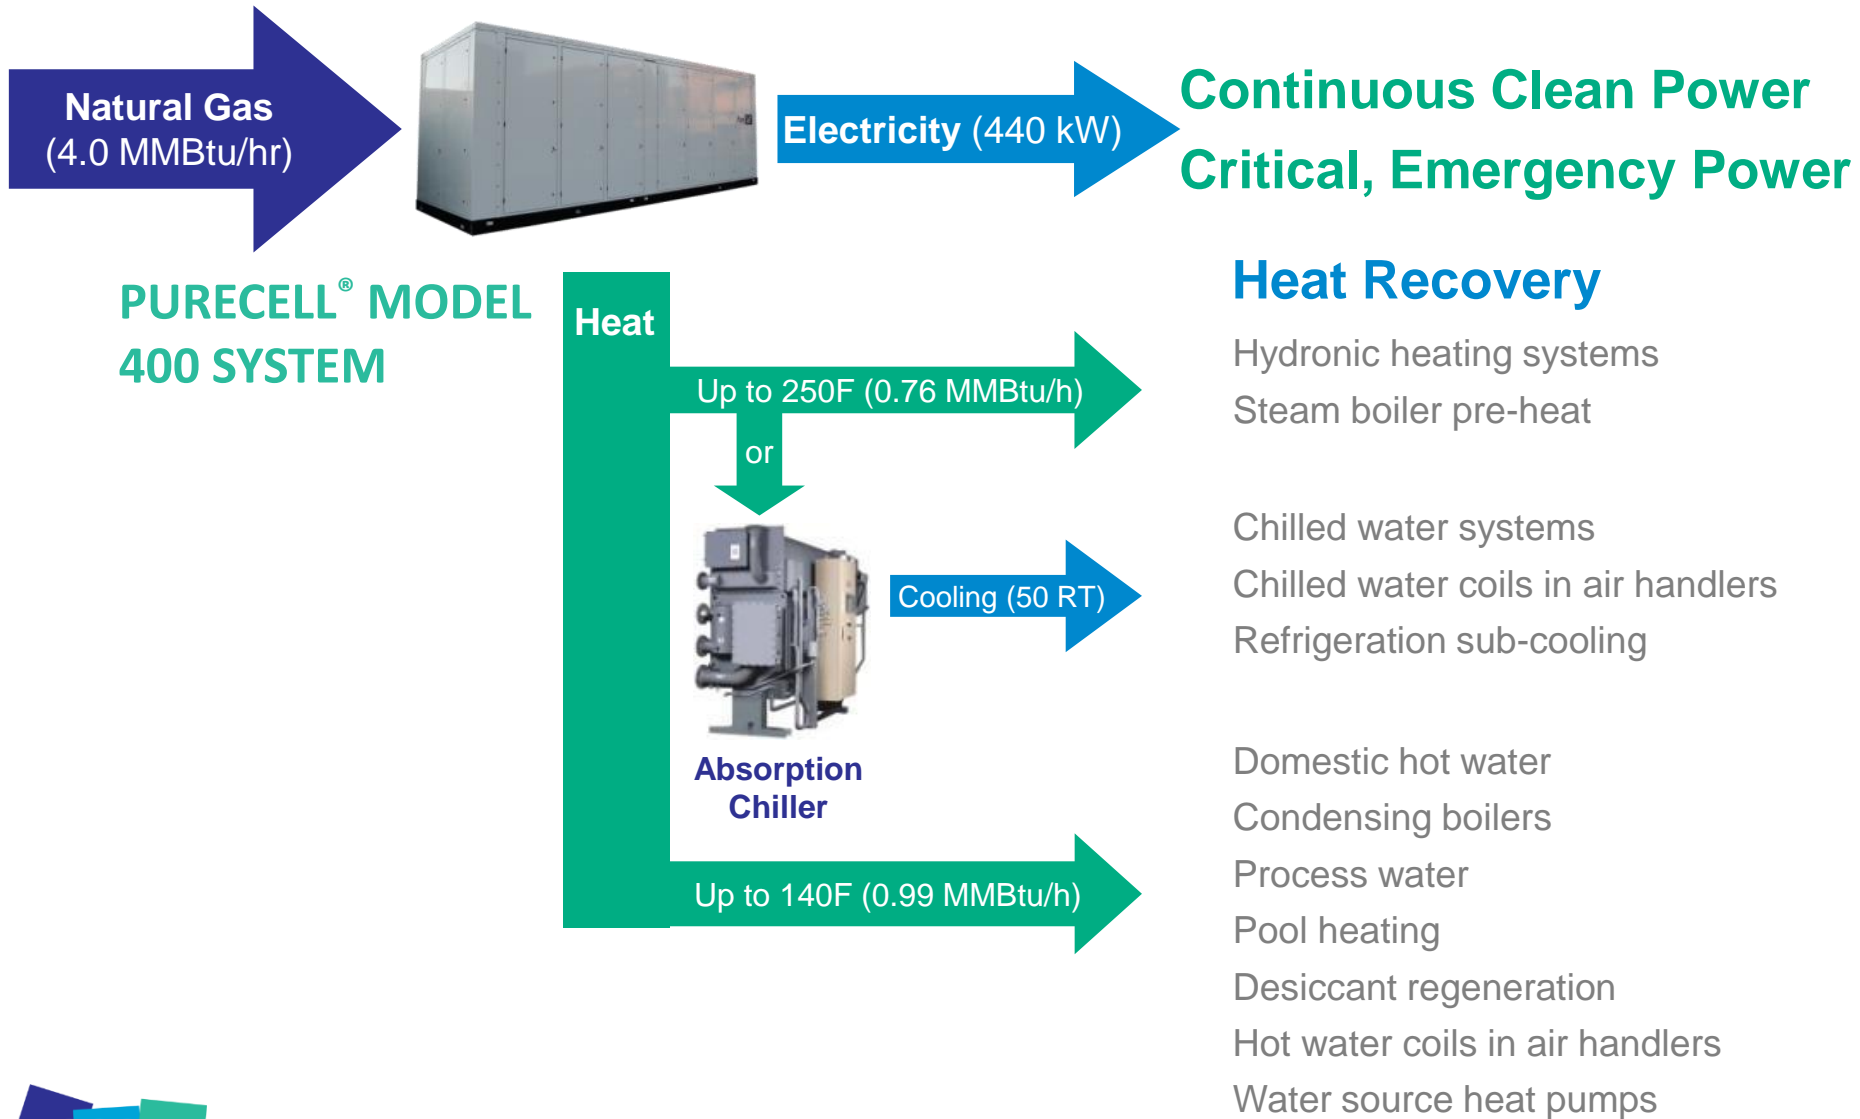 Natural Gas
(4.0 MMBtu/hr)
Electricity (440 kW)
Continuous Clean Power
Critical, Emergency Power
PURECELL® MODEL
400 SYSTEM
Heat
Heat Recovery
Up to 250F (0.76 MMBtu/h)
Hydronic heating systems
Steam boiler pre-heat
or
Cooling (50 RT)
Chilled water systems
Chilled water coils in air handlers
Refrigeration sub-cooling
Absorption
Chiller
Up to 140F (0.99 MMBtu/h)
Domestic hot water
Condensing boilers
Process water
Pool heating
Desiccant regeneration
Hot water coils in air handlers
Water source heat pumps